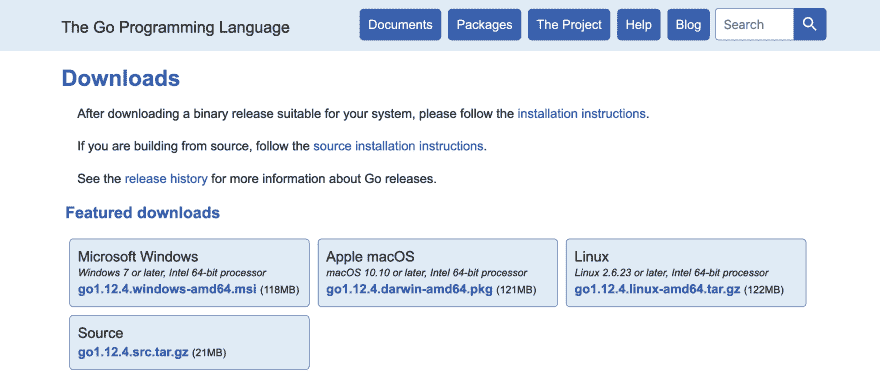 The Go Programming Language
Documents
Packages
The Project
Help
Blog
Search
Downloads
After downloading a binary release suitable for your system, please follow the installation instructions.
If you are building from source, follow the source installation instructions.
See the release history for more information about Go releases.
Featured downloads
Microsoft Windows
Windows 7 or later, Intel 64-bit processor
go1.12.4.windows-amd64.msi (118MB)
Apple macOS
macOS 10.10 or later, Intel 64-bit processor
go1.12.4.darwin-amd64.pkg (121MB)
Linux
Linux 2.6.23 or later, Intel 64-bit processor
go1.12.4.linux-amd64.tar.gz (122MB)
Source
go1.12.4.src.tar.gz (21MB)